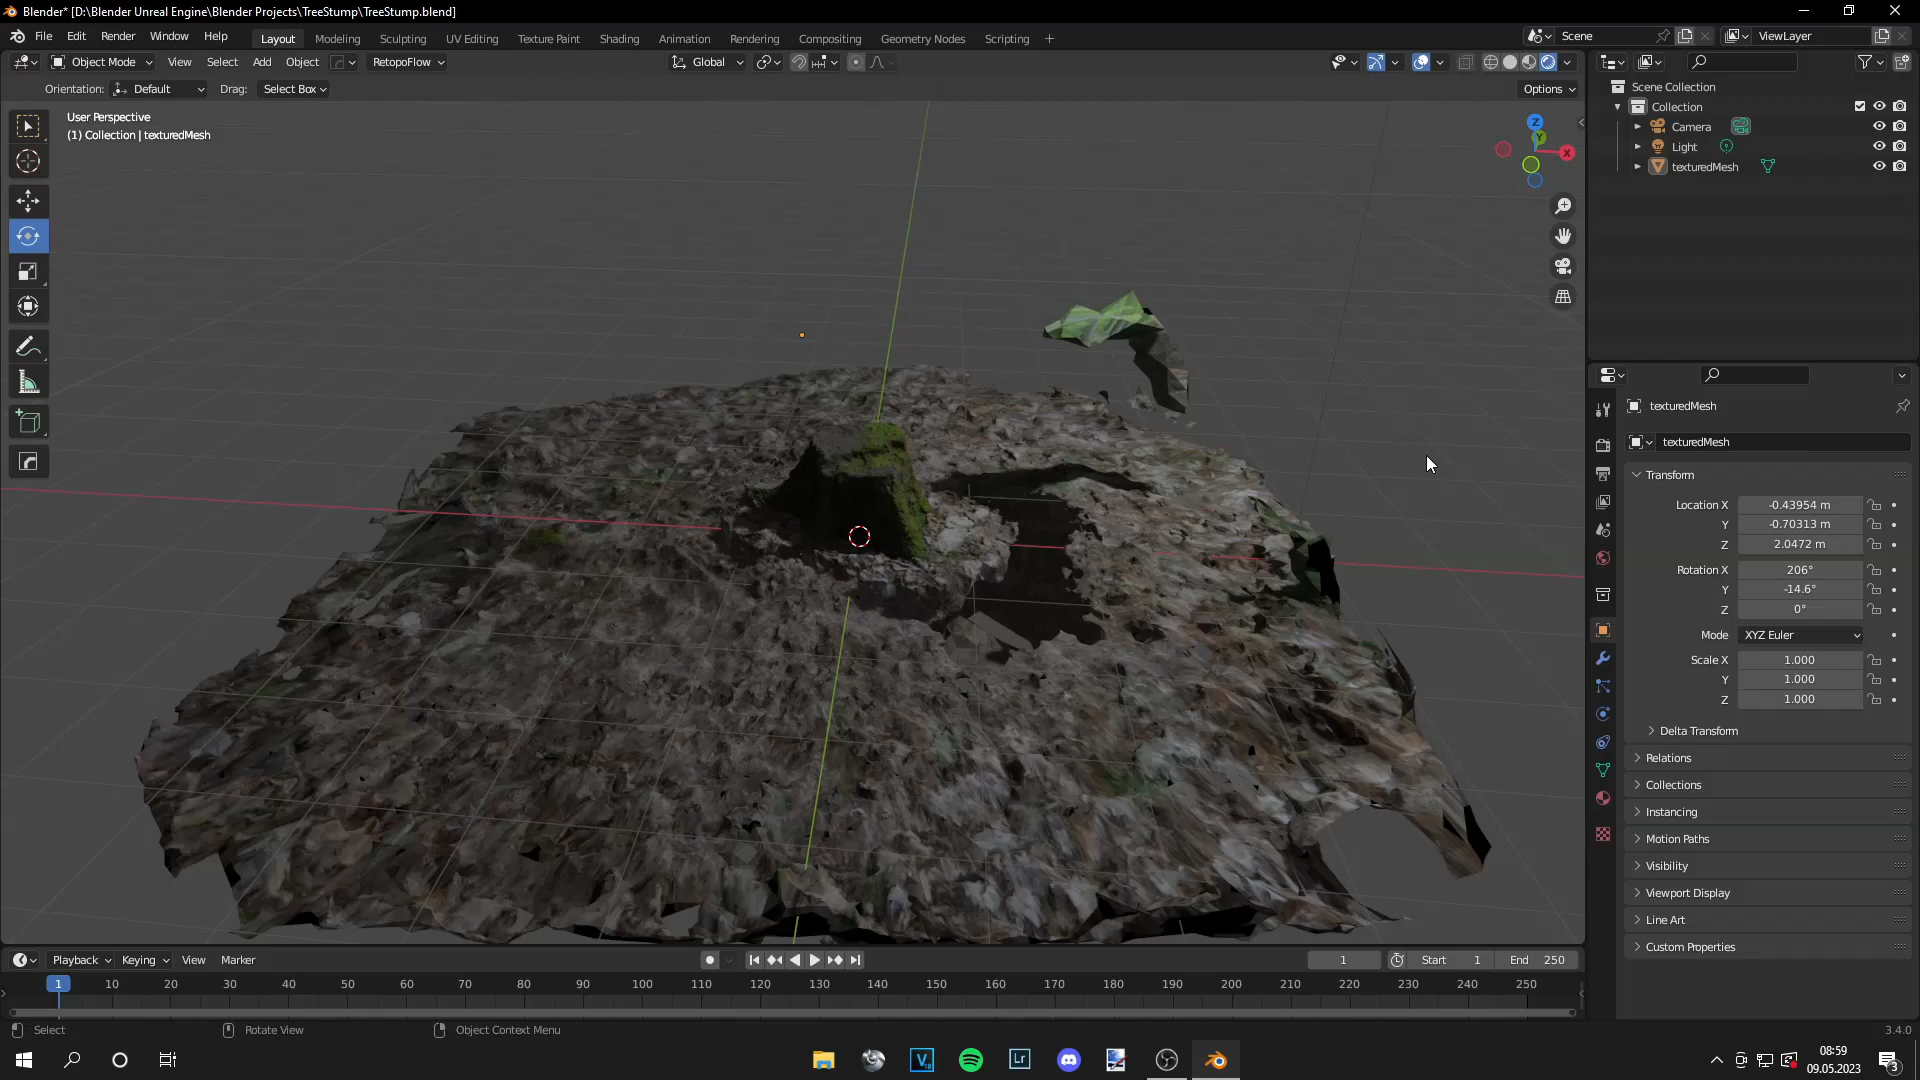 Blender* [D:\Blender Unreal Engine\Blender Projects\TreeStump\TreeStump.blend]
File Edit Render Window Help Layout Modeling Sculpting UV Editing Texture Paint Shading Animation Rendering Compositing Geometry Nodes Scripting + Scene ViewLayer
Object Mode View Select Add Object RetopoFlow Global
Orientation: Default Drag: Select Box Options
User Perspective
(1) Collection | texturedMesh
Z
Y
X
Scene Collection
Collection
Camera
Light
texturedMesh
texturedMesh
texturedMesh
Transform
Location X -0.43954 m
Y -0.70313 m
Z 2.0472 m
Rotation X 206°
Y -14.6°
Z 0°
Mode XYZ Euler
Scale X 1.000
Y 1.000
Z 1.000
Delta Transform
Relations
Collections
Instancing
Motion Paths
Visibility
Viewport Display
Line Art
Custom Properties
Playback Keying View Marker 1 Start 1 End 250
1 10 20 30 40 50 60 70 80 90 100 110 120 130 140 150 160 170 180 190 200 210 220 230 240 250
Select Rotate View Object Context Menu 3.4.0
Lr
08:59
09.05.2023
3